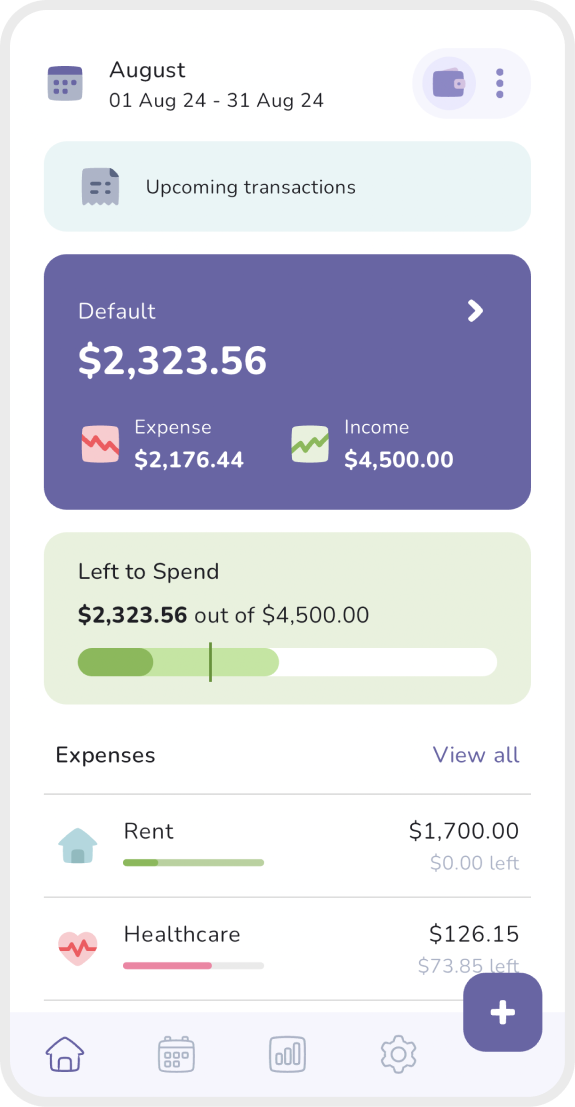 August
01 Aug 24 - 31 Aug 24
Upcoming transactions
Default
$2,323.56
Expense
$2,176.44
Income
$4,500.00
Left to Spend
$2,323.56 out of $4,500.00
Expenses
View all
Rent
$1,700.00
$0.00 left
Healthcare
$126.15
$73.85 left